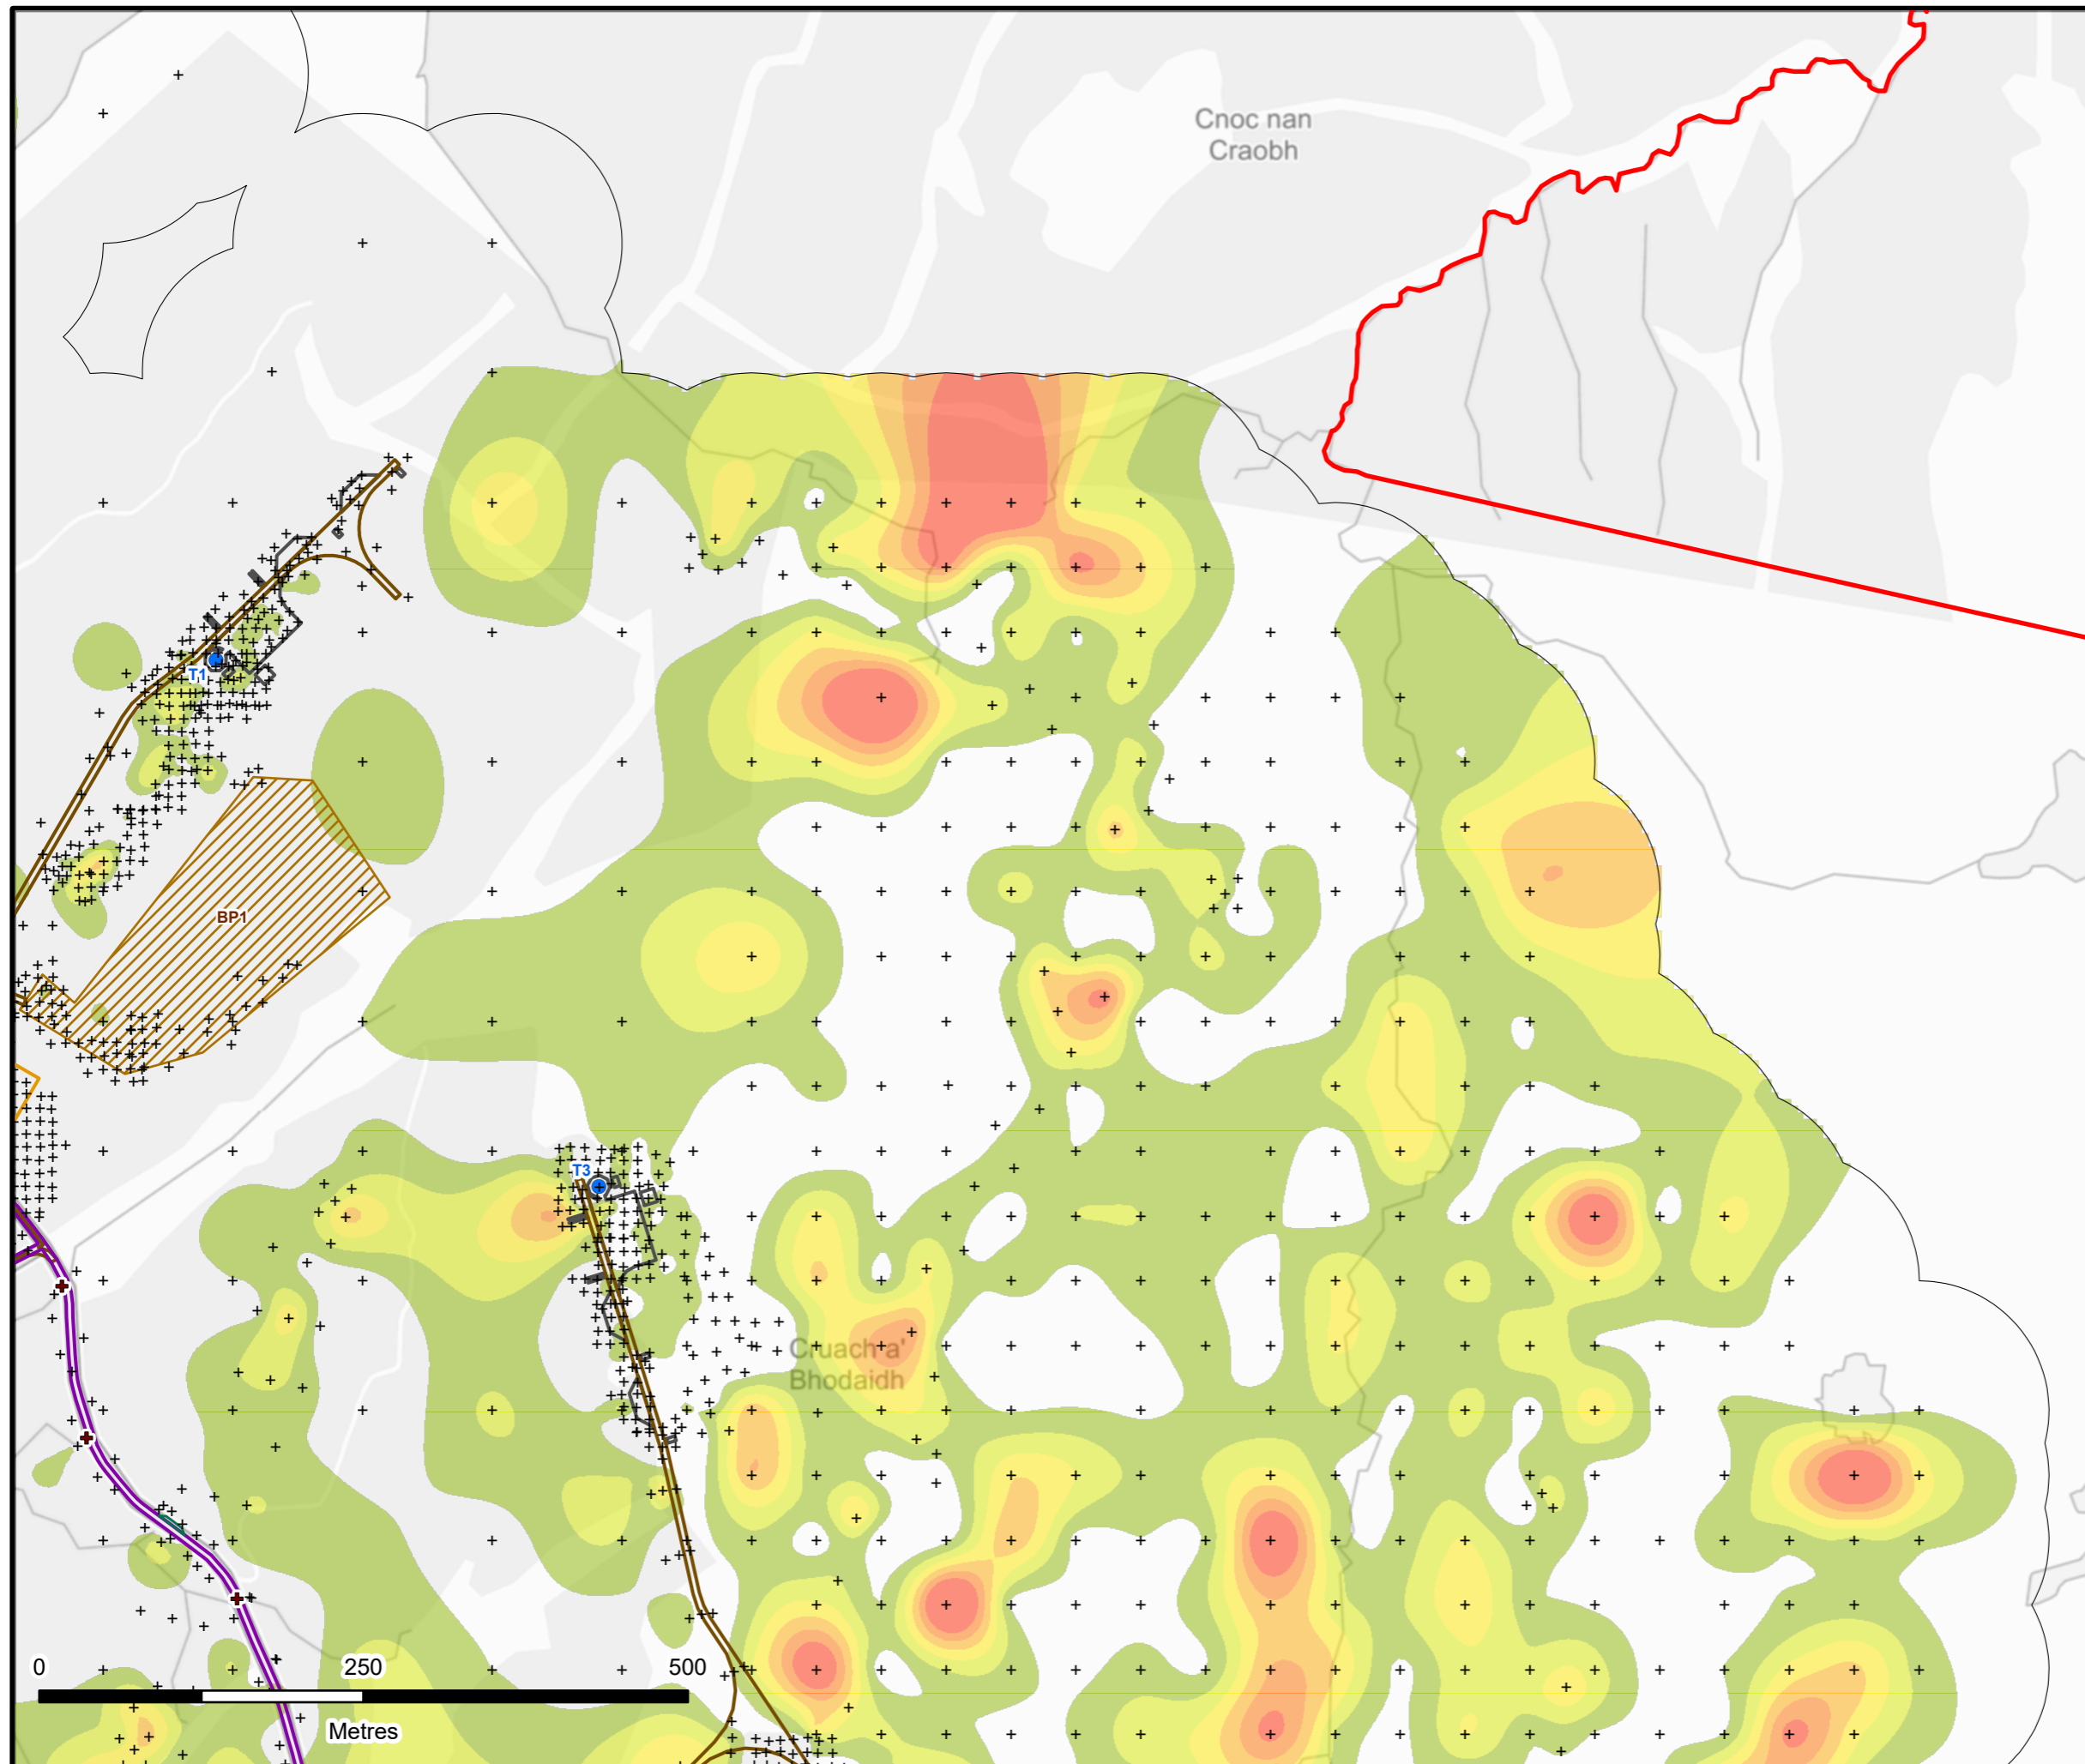 Cnoc nan
Craobh
T1
BP1
T3
Cruach a'
Bhodaidh
0 250 500
Metres